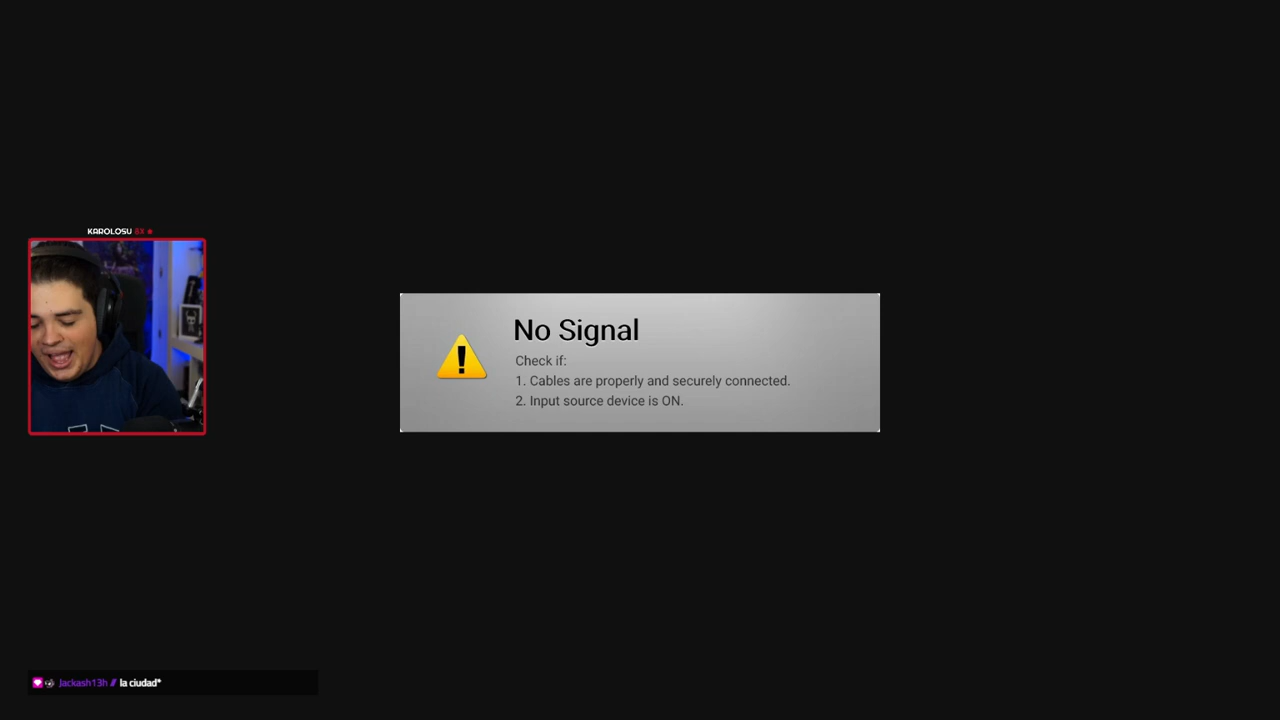 KAROLOSU 8X
No Signal
Check if:
1. Cables are properly and securely connected.
2. Input source device is ON.
Jackash13h // la ciudad*